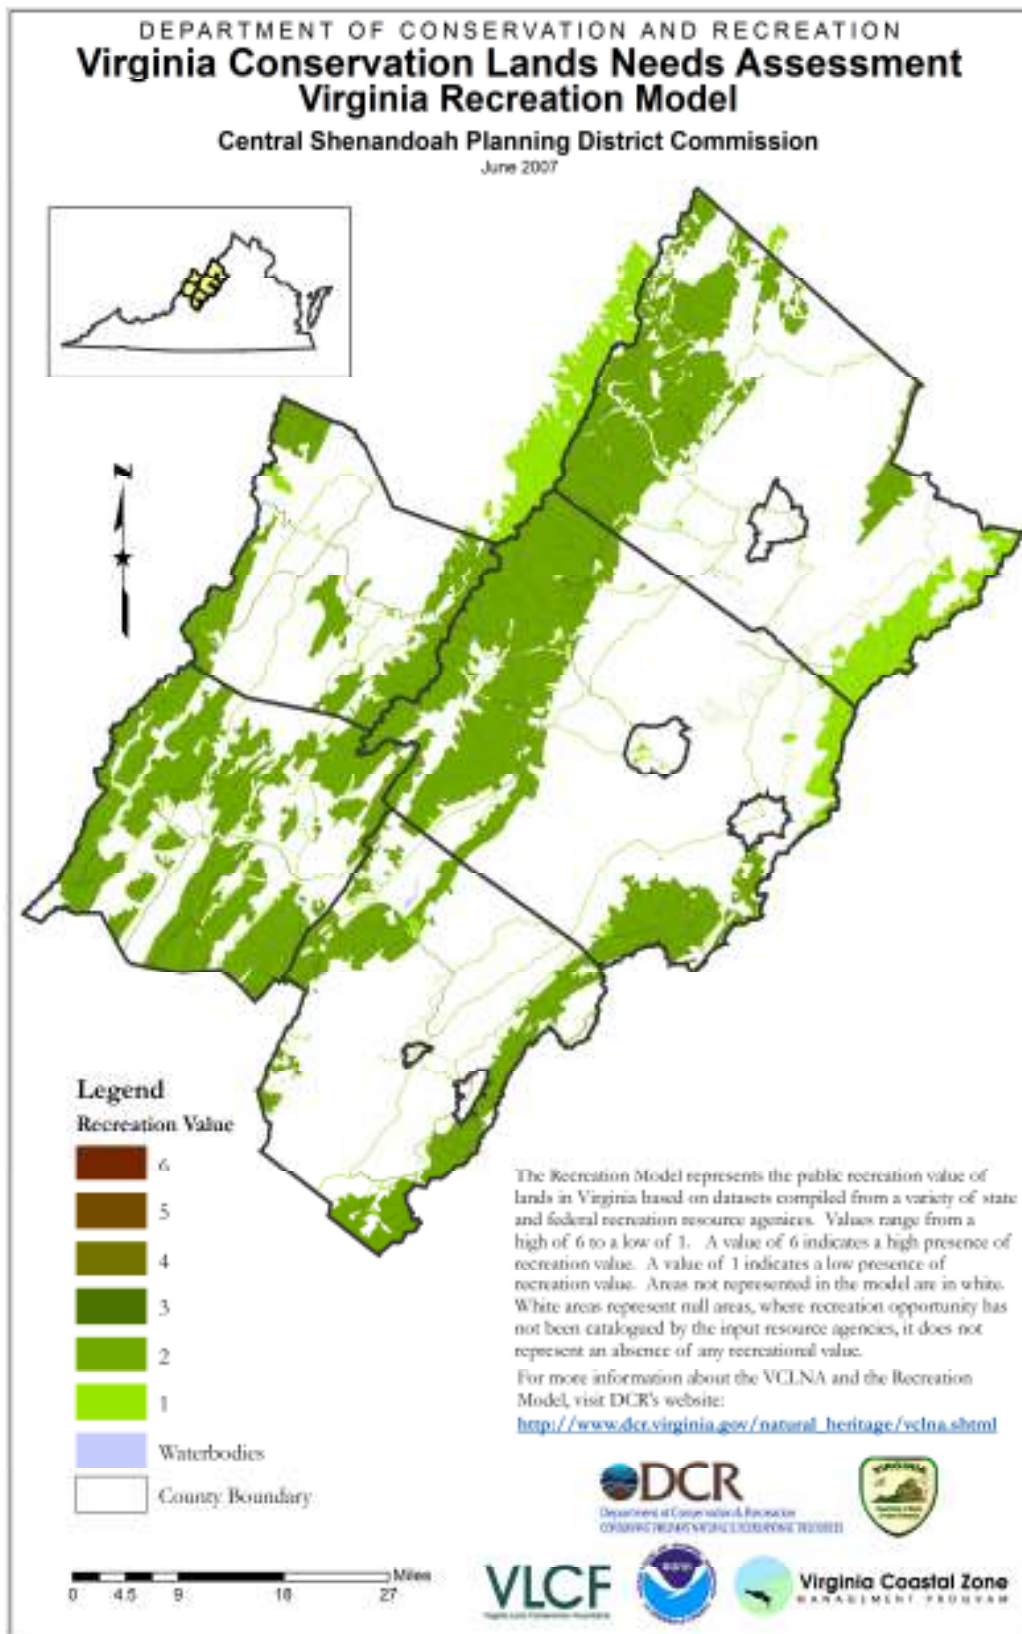 DEPARTMENT OF CONSERVATION AND RECREATION
Virginia Conservation Lands Needs Assessment
Virginia Recreation Model
Central Shenandoah Planning District Commission
June 2007
N
Legend
Recreation Value
6
5
4
3
2
1
Waterbodies
County Boundary
The Recreation Model represents the public recreation value of
lands in Virginia based on datasets compiled from a variety of state
and federal recreation resource agenices. Values range from a
high of 6 to a low of 1. A value of 6 indicates a high presence of
recreation value. A value of 1 indicates a low presence of
recreation value. Areas not represented in the model are in white.
White areas represent null areas, where recreation opportunity has
not been catalogued by the input resource agencies, it does not
represent an absence of any recreational value.
For more information about the VCLNA and the Recreation
Model, visit DCR's website:
http://www.dcr.virginia.gov/natural_heritage/vclna.shtml
DCR
Department of Conservation & Recreation
VIRGINIA
Miles
0 4.5 9 18 27
VLCF
Virginia Coastal Zone
MANAGEMENT PROGRAM